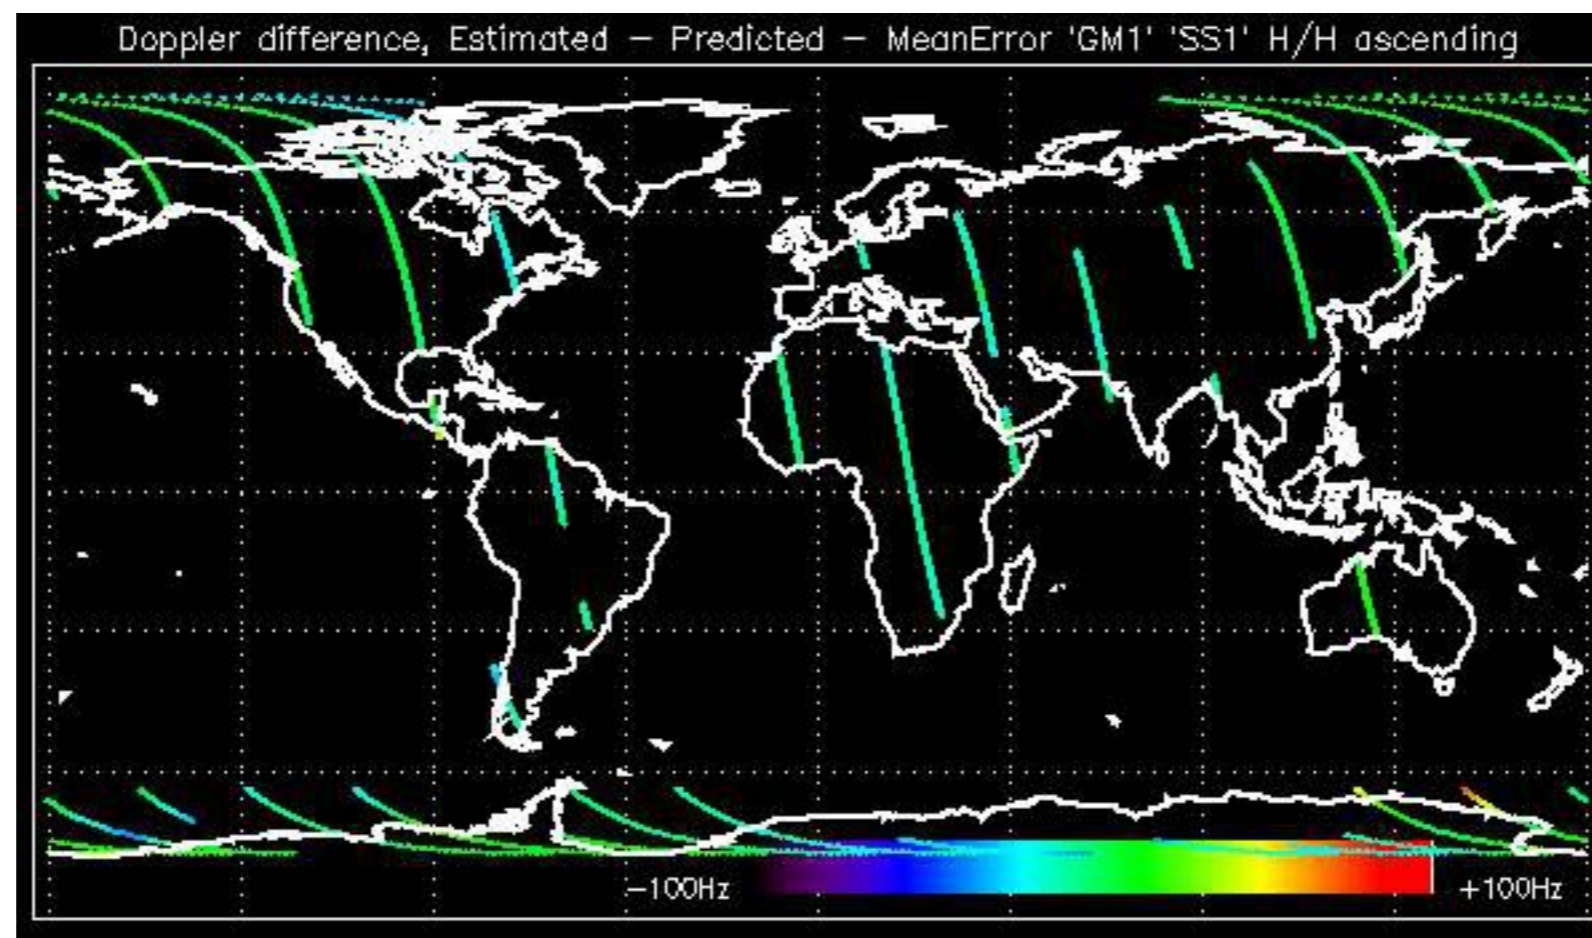 Doppler difference, Estimated − Predicted − MeanError 'GM1' 'SS1' H/H ascending
−100Hz
+100Hz